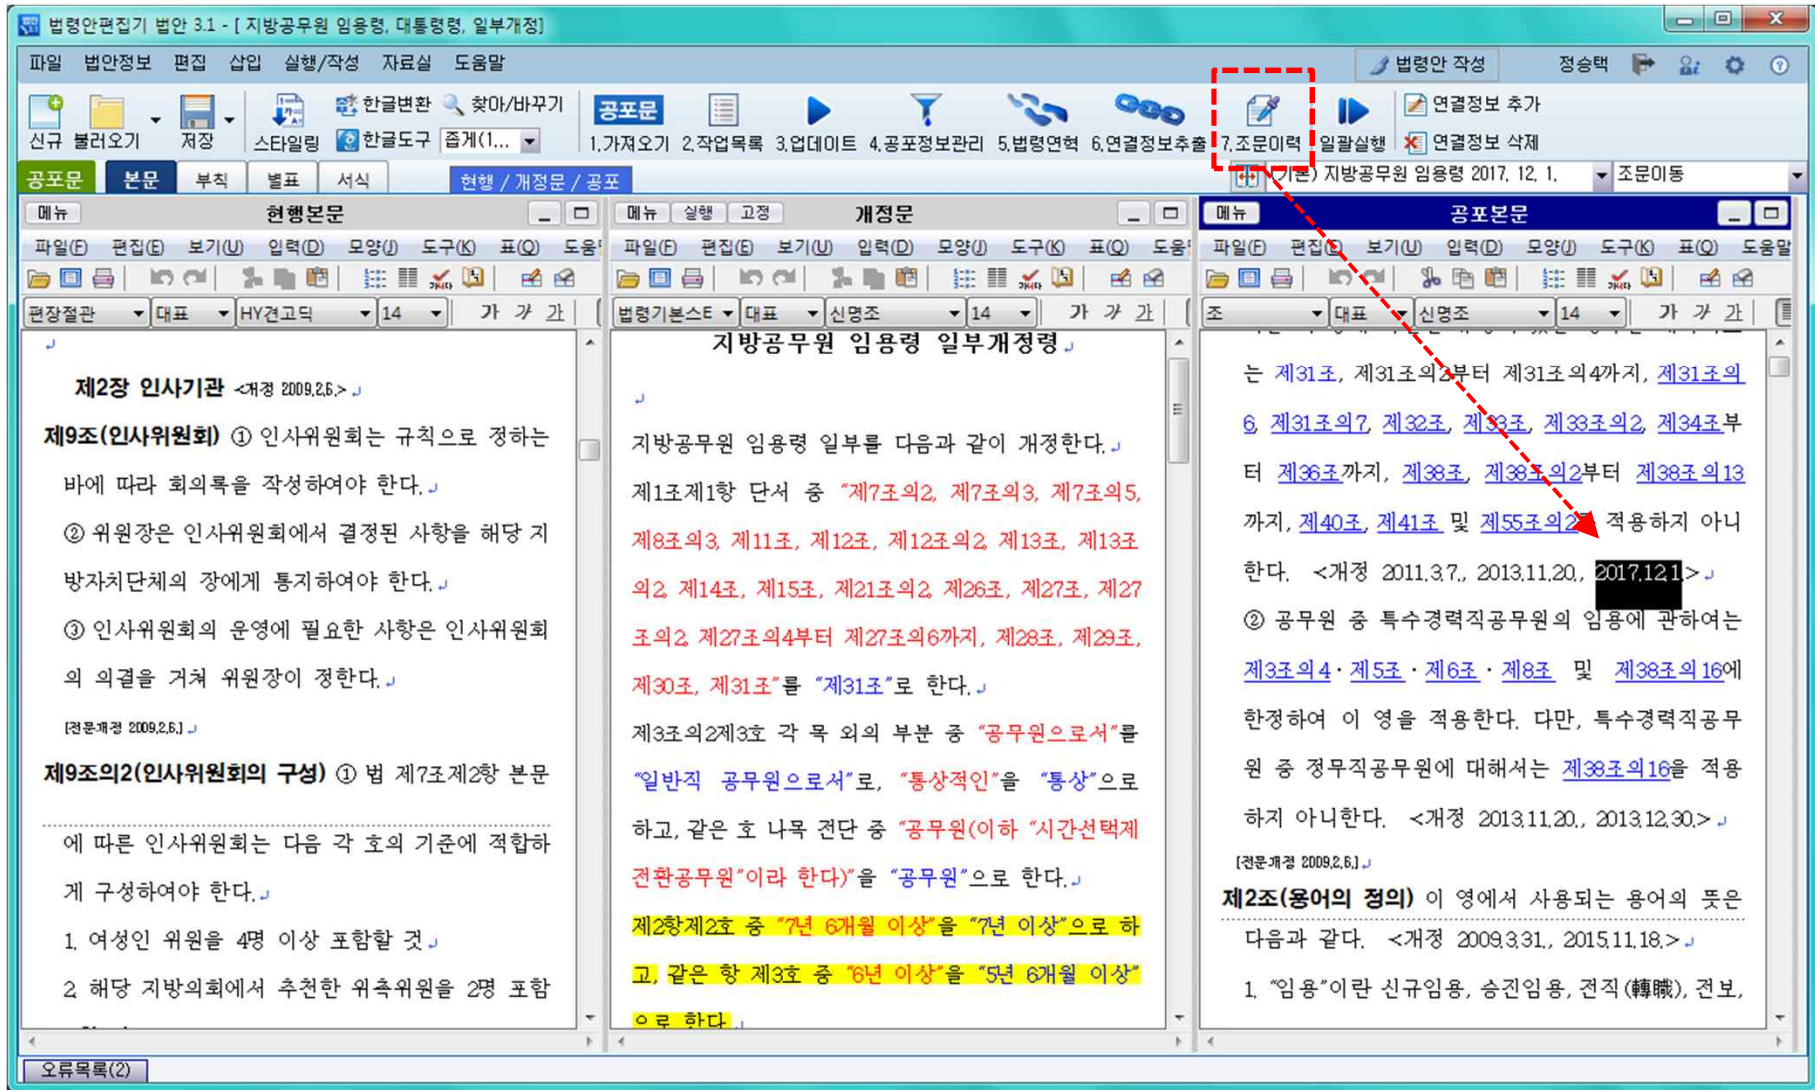 법령안편집기 법안 3.1 - [ 지방공무원 임용령, 대통령령, 일부개정]
파일 법안정보 편집 삽입 실행/작성 자료실 도움말 법령안 작성 정승택
한글변환 찾아/바꾸기 공포문 연결정보 추가
신규 불러오기 저장 스타일링 한글도구 좁게(1... 1.가져오기 2.작업목록 3.업데이트 4.공포정보관리 5.법령연혁 6.연결정보추출 7.조문이력 일괄실행 연결정보 삭제
공포문 본문 부칙 별표 서식 현행 / 개정문 / 공포 (기본) 지방공무원 임용령 2017. 12. 1. 조문이동
메뉴 현행본문
파일(F) 편집(E) 보기(U) 입력(D) 모양(J) 도구(K) 표(Q) 도움
편장절관 대표 HY견고딕 14 가 가 가
제2장 인사기관 <개정 2009.2.6.>
제9조(인사위원회) ① 인사위원회는 규칙으로 정하는
바에 따라 회의록을 작성하여야 한다.
② 위원장은 인사위원회에서 결정된 사항을 해당 지
방자치단체의 장에게 통지하여야 한다.
③ 인사위원회의 운영에 필요한 사항은 인사위원회
의 의결을 거쳐 위원장이 정한다.
[전문개정 2009.2.6.]
제9조의2(인사위원회의 구성) ① 법 제7조제2항 본문
에 따른 인사위원회는 다음 각 호의 기준에 적합하
게 구성하여야 한다.
1. 여성인 위원을 4명 이상 포함할 것
2. 해당 지방의회에서 추천한 위촉위원을 2명 포함
메뉴 실행 고정 개정문
파일(F) 편집(E) 보기(U) 입력(D) 모양(J) 도구(K) 표(Q) 도움
법령기본스E 대표 신명조 14 가 가 가
지방공무원 임용령 일부개정령
지방공무원 임용령 일부를 다음과 같이 개정한다.
제1조제1항 단서 중 “제7조의2, 제7조의3, 제7조의5,
제8조의3, 제11조, 제12조, 제12조의2, 제13조, 제13조
의2, 제14조, 제15조, 제21조의2, 제26조, 제27조, 제27
조의2, 제27조의4부터 제27조의6까지, 제28조, 제29조,
제30조, 제31조”를 “제31조”로 한다.
제3조의2제3호 각 목 외의 부분 중 “공무원으로서”를
“일반직 공무원으로서”로, “통상적인”을 “통상”으로
하고, 같은 호 나목 전단 중 “공무원(이하 “시간선택제
전환공무원”이라 한다)”을 “공무원”으로 한다.
제2항제2호 중 “7년 6개월 이상”을 “7년 이상”으로 하
고, 같은 항 제3호 중 “6년 이상”을 “5년 6개월 이상”
으로 한다.
메뉴 공포본문
파일(F) 편집(E) 보기(U) 입력(D) 모양(J) 도구(K) 표(Q) 도움말
조 대표 신명조 14 가 가 가
는 제31조, 제31조의2부터 제31조의4까지, 제31조의
6, 제31조의7, 제32조, 제33조, 제33조의2, 제34조부
터 제36조까지, 제38조, 제38조의2부터 제38조의13
까지, 제40조, 제41조 및 제55조의2를 적용하지 아니
한다. <개정 2011.3.7., 2013.11.20., 2017.12.1.>
② 공무원 중 특수경력직공무원의 임용에 관하여는
제3조의4·제5조·제6조·제8조 및 제38조의16에
한정하여 이 영을 적용한다. 다만, 특수경력직공무
원 중 정무직공무원에 대해서는 제38조의16을 적용
하지 아니한다. <개정 2013.11.20., 2013.12.30.>
[전문개정 2009.2.6.]
제2조(용어의 정의) 이 영에서 사용되는 용어의 뜻은
다음과 같다. <개정 2009.3.31., 2015.11.18.>
1. “임용”이란 신규임용, 승진임용, 전직(轉職), 전보,
오류목록(2)